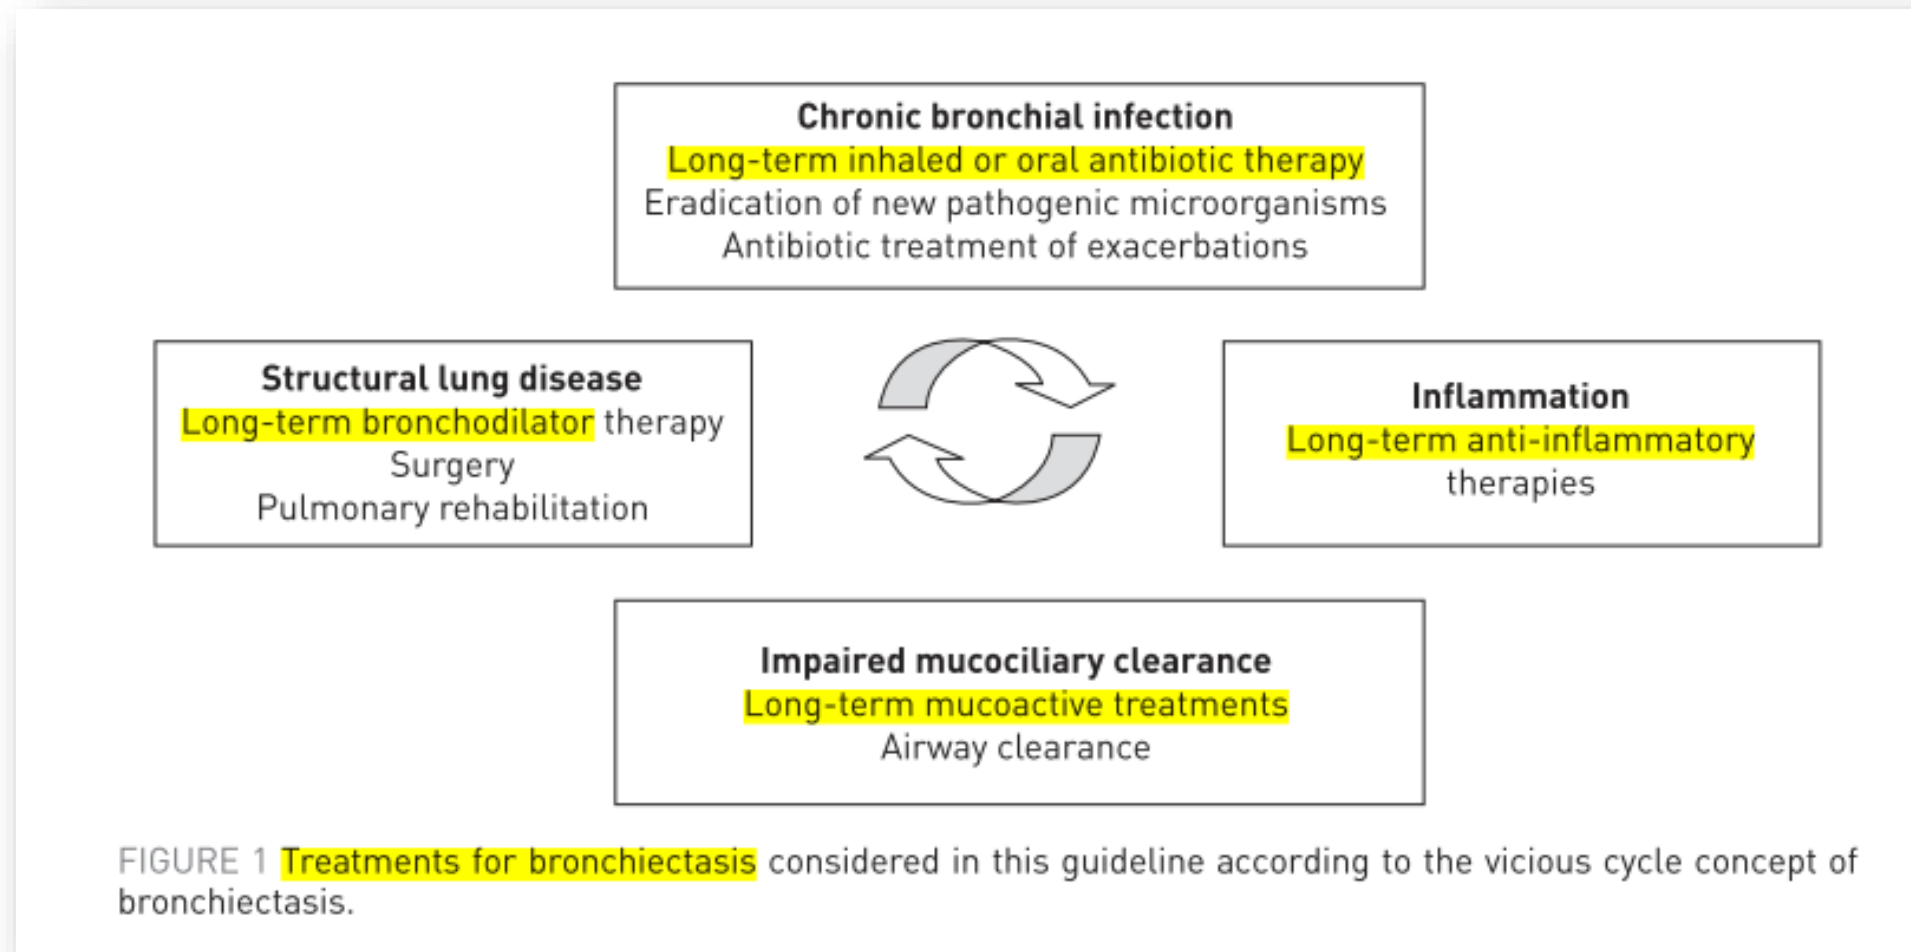 Chronic bronchial infection
Long-term inhaled or oral antibiotic therapy
Eradication of new pathogenic microorganisms
Antibiotic treatment of exacerbations
Structural lung disease
Long-term bronchodilator therapy
Surgery
Pulmonary rehabilitation
Inflammation
Long-term anti-inflammatory
therapies
Impaired mucociliary clearance
Long-term mucoactive treatments
Airway clearance
FIGURE 1 Treatments for bronchiectasis considered in this guideline according to the vicious cycle concept of
bronchiectasis.